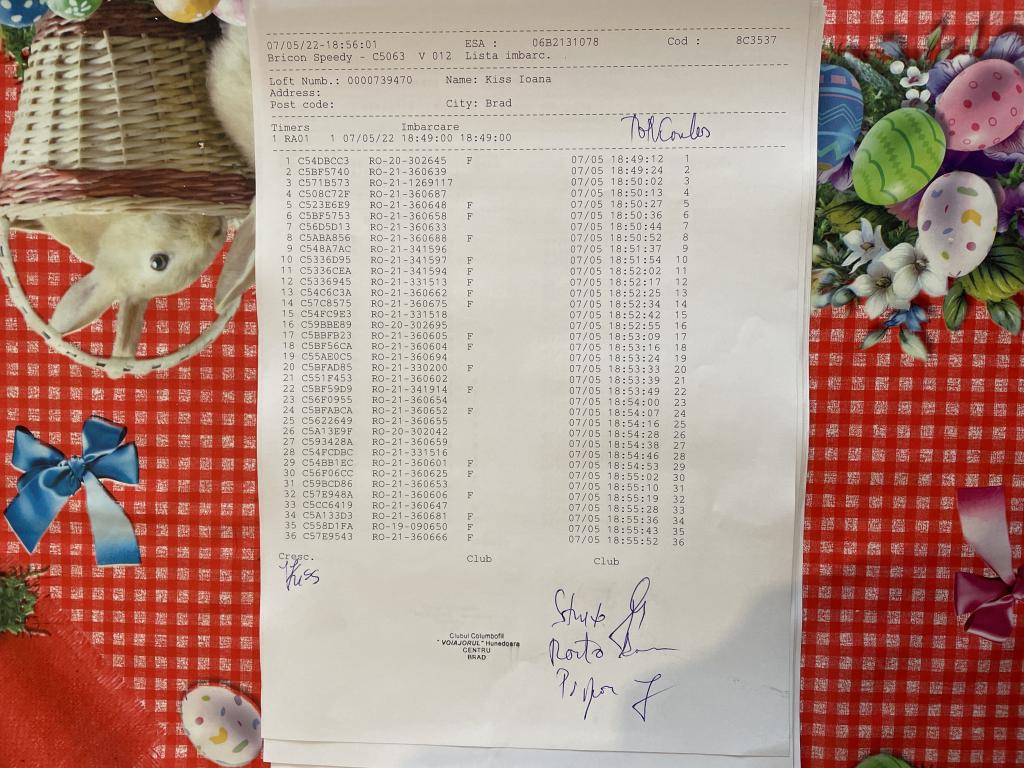 07/05/22-18:56:01 ESA : 06B2131078 Cod : 8C3537
Bricon Speedy - C5063 V 012 Lista imbarc.
Loft Numb.: 0000739470 Name: Kiss Ioana
Address:
Post code: City: Brad
Timers Imbarcare
1 RA01 1 07/05/22 18:49:00 18:49:00
1 C54DBCC3 RO-20-302645 F 07/05 18:49:12 1
2 C5BF5740 RO-21-360639 07/05 18:49:24 2
3 C571B573 RO-21-1269117 07/05 18:50:02 3
4 C508C72F RO-21-360687 07/05 18:50:13 4
5 C523E6E9 RO-21-360648 F 07/05 18:50:27 5
6 C5BF5753 RO-21-360658 F 07/05 18:50:36 6
7 C56D5D13 RO-21-360633 07/05 18:50:44 7
8 C5ABA856 RO-21-360688 F 07/05 18:50:52 8
9 C548A7AC RO-21-341596 07/05 18:51:37 9
10 C5336D95 RO-21-341597 F 07/05 18:51:54 10
11 C5336CEA RO-21-341594 F 07/05 18:52:02 11
12 C5336945 RO-21-331513 F 07/05 18:52:17 12
13 C54C6C3A RO-21-360662 F 07/05 18:52:25 13
14 C57C8575 RO-21-360675 F 07/05 18:52:34 14
15 C54FC9E3 RO-21-331518 07/05 18:52:42 15
16 C59BBE89 RO-20-302695 07/05 18:52:55 16
17 C5BBFB23 RO-21-360605 F 07/05 18:53:09 17
18 C5BF56CA RO-21-360604 F 07/05 18:53:16 18
19 C55AE0C5 RO-21-360694 07/05 18:53:24 19
20 C5BFAD85 RO-21-330200 F 07/05 18:53:33 20
21 C551F453 RO-21-360602 07/05 18:53:39 21
22 C5BF59D9 RO-21-341914 F 07/05 18:53:49 22
23 C56F0955 RO-21-360654 07/05 18:54:00 23
24 C5BFABCA RO-21-360652 F 07/05 18:54:07 24
25 C5622649 RO-21-360655 07/05 18:54:16 25
26 C5A13E9F RO-20-302042 07/05 18:54:28 26
27 C593428A RO-21-360659 07/05 18:54:38 27
28 C54FCDBC RO-21-331516 07/05 18:54:46 28
29 C54BB1EC RO-21-360601 F 07/05 18:54:53 29
30 C56F06CC RO-21-360625 F 07/05 18:55:02 30
31 C59BCD86 RO-21-360653 07/05 18:55:10 31
32 C57E948A RO-21-360606 F 07/05 18:55:19 32
33 C5CC6419 RO-21-360647 07/05 18:55:28 33
34 C5A133D3 RO-21-360681 F 07/05 18:55:36 34
35 C558D1FA RO-19-090650 F 07/05 18:55:43 35
36 C57E9543 RO-21-360666 F 07/05 18:55:52 36
Cresc. Club Club
Kiss
Clubul Columbofil
"VOIAJORUL" Hunedoara
CENTRU
BRAD